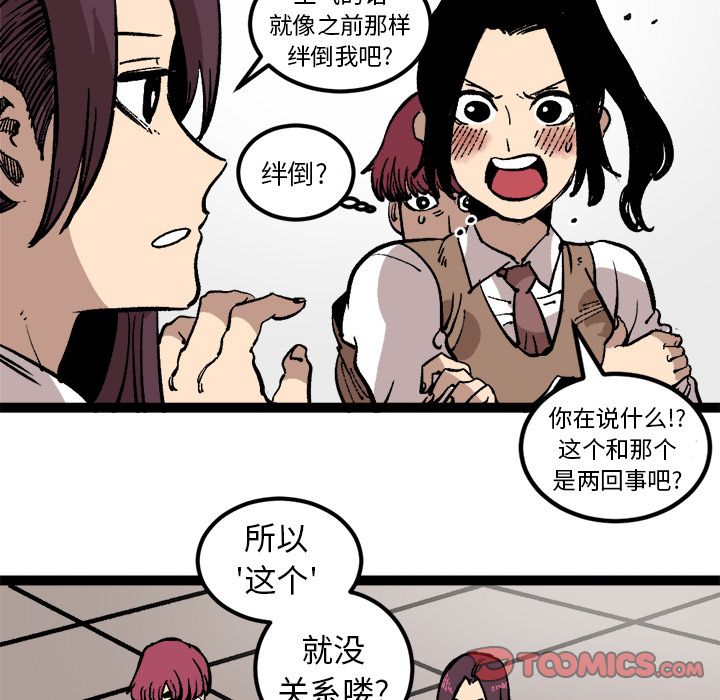 就像之前那样
绊倒我吧?
绊倒?
你在说什么!?
这个和那个
是两回事吧?
所以
'这个'
就没
关系喽?
TOOMICS.COM